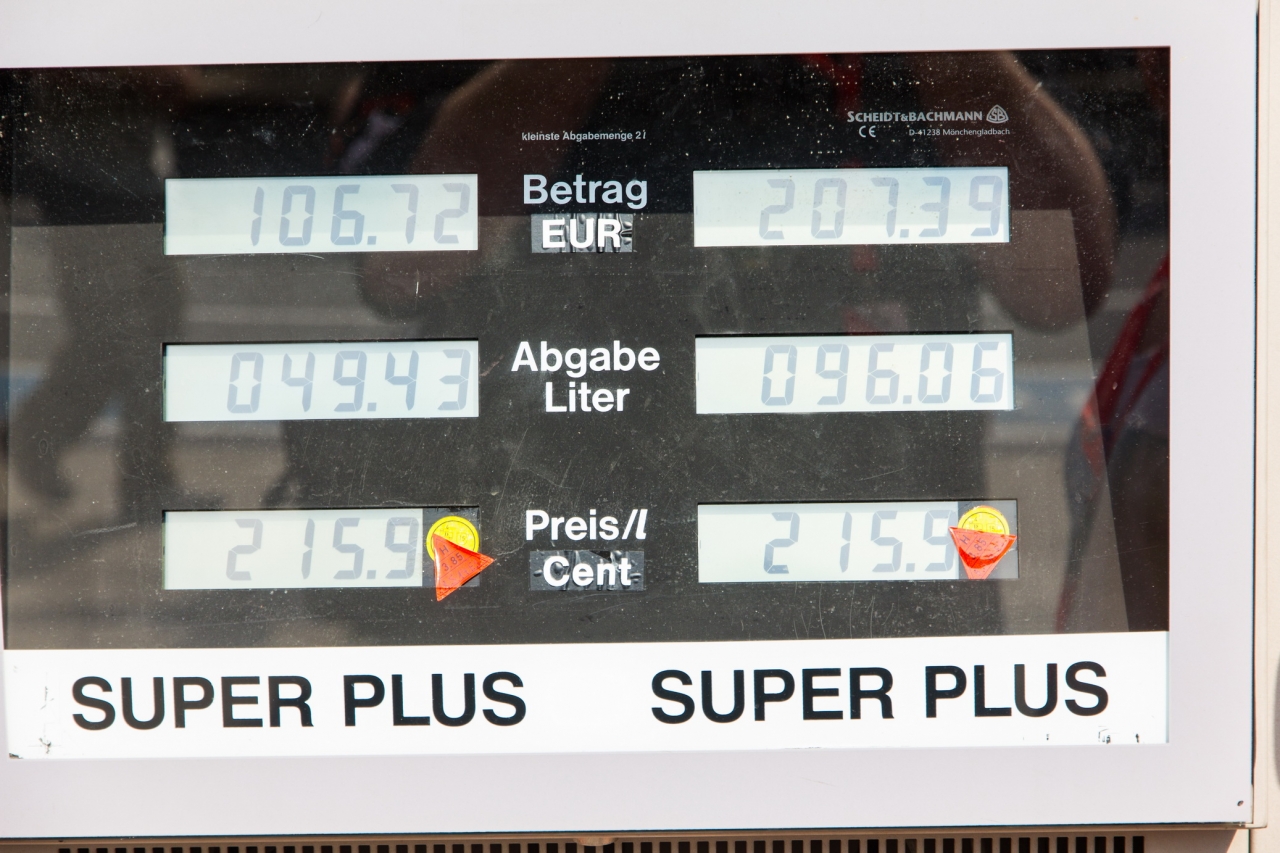 SCHEIDT&BACHMANN
CE D-41238 Mönchengladbach
kleinste Abgabemenge 2l
106.72 Betrag 207.39
EUR
049.43 Abgabe 096.06
Liter
215.9 Preis/l 215.9
Cent
SUPER PLUS SUPER PLUS